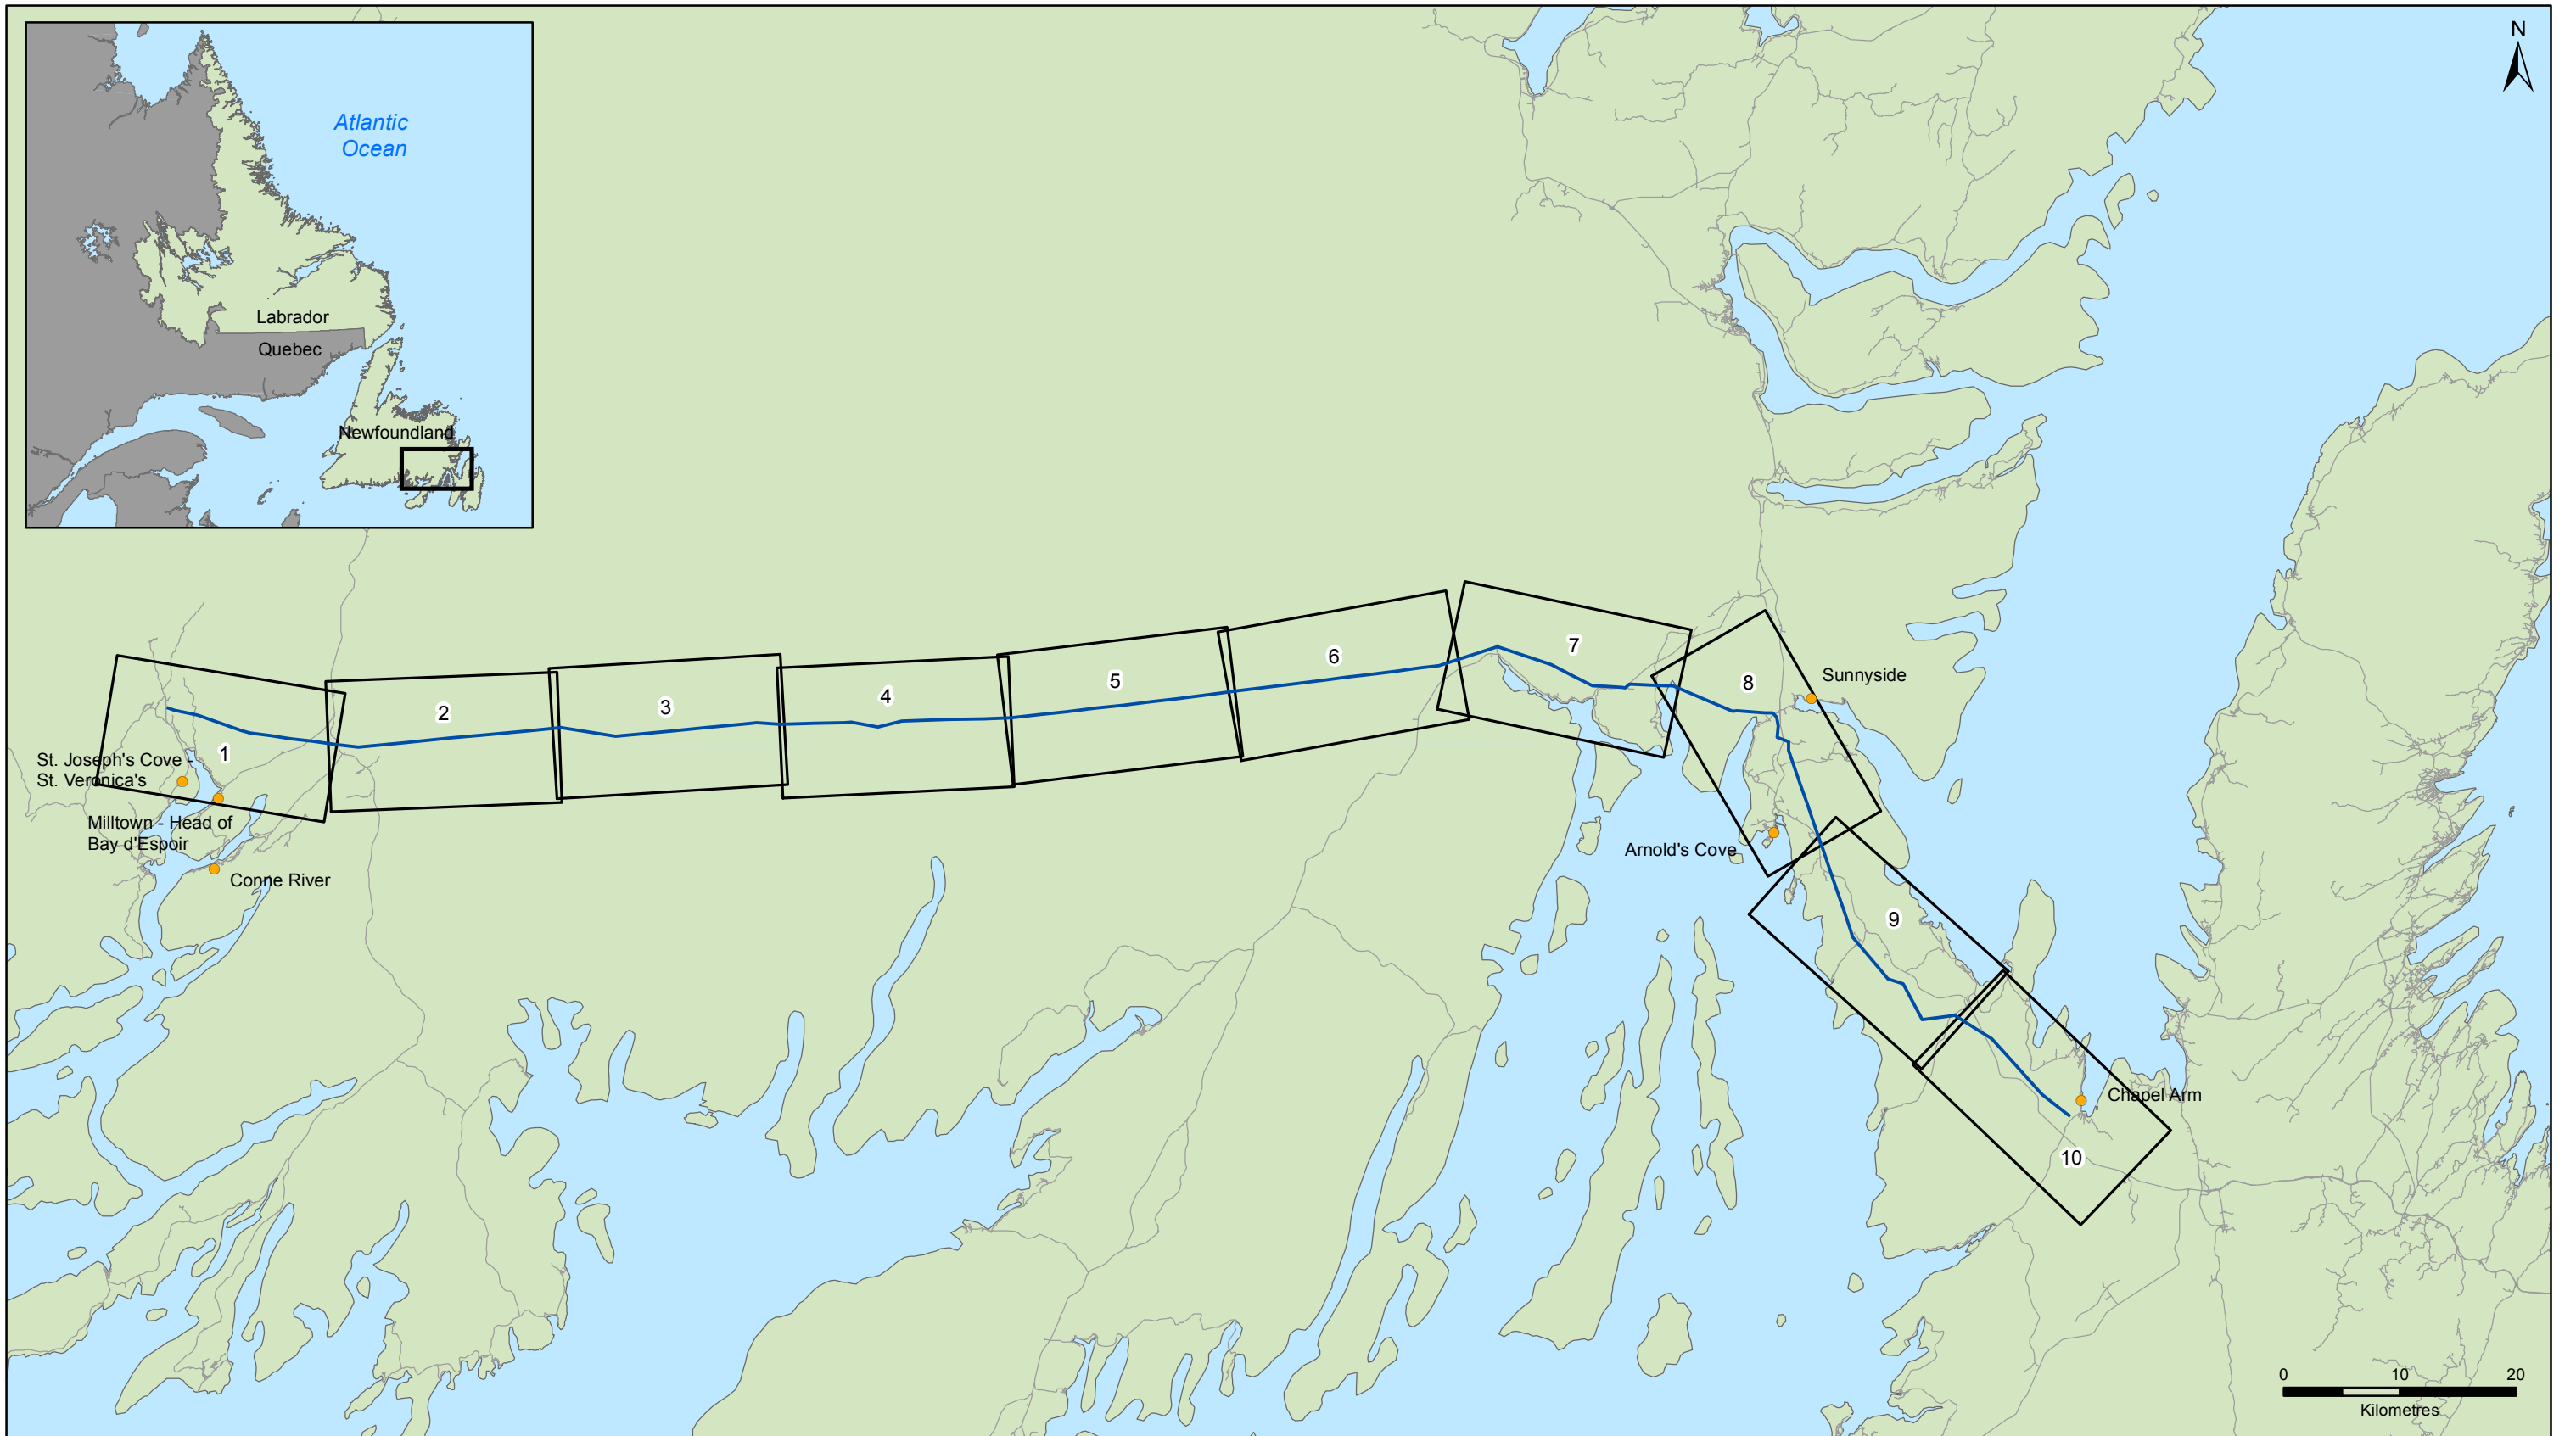 N
Atlantic
Ocean
Labrador
Quebec
Newfoundland
1
2
3
4
5
6
7
8
9
10
Sunnyside
St. Joseph's Cove -
St. Veronica's
Milltown - Head of
Bay d'Espoir
Conne River
Arnold's Cove
Chapel Arm
0 10 20
Kilometres